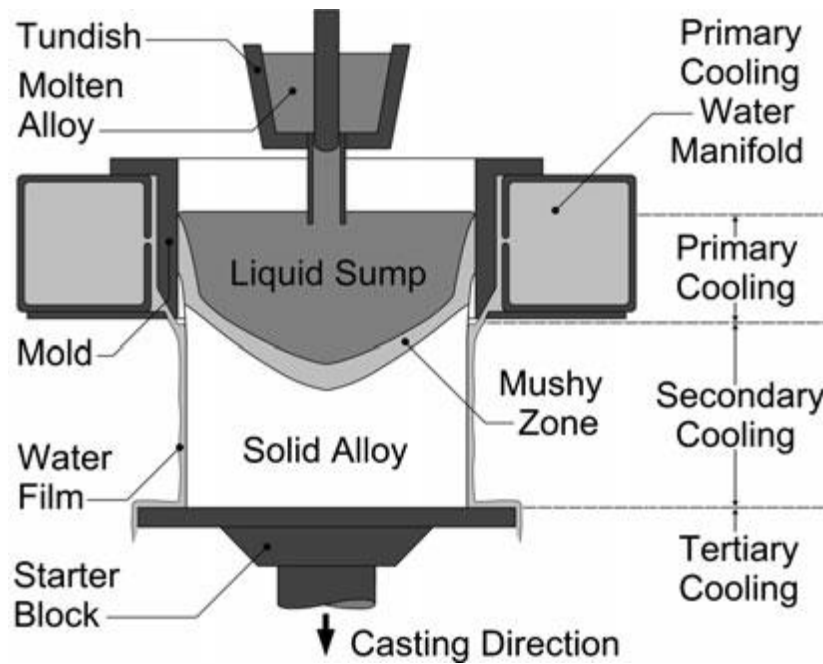 Tundish
Molten
Alloy
Primary
Cooling
Water
Manifold
Liquid Sump
Primary
Cooling
Mold
Mushy
Zone
Secondary
Cooling
Solid Alloy
Water
Film
Starter
Block
Tertiary
Cooling
Casting Direction